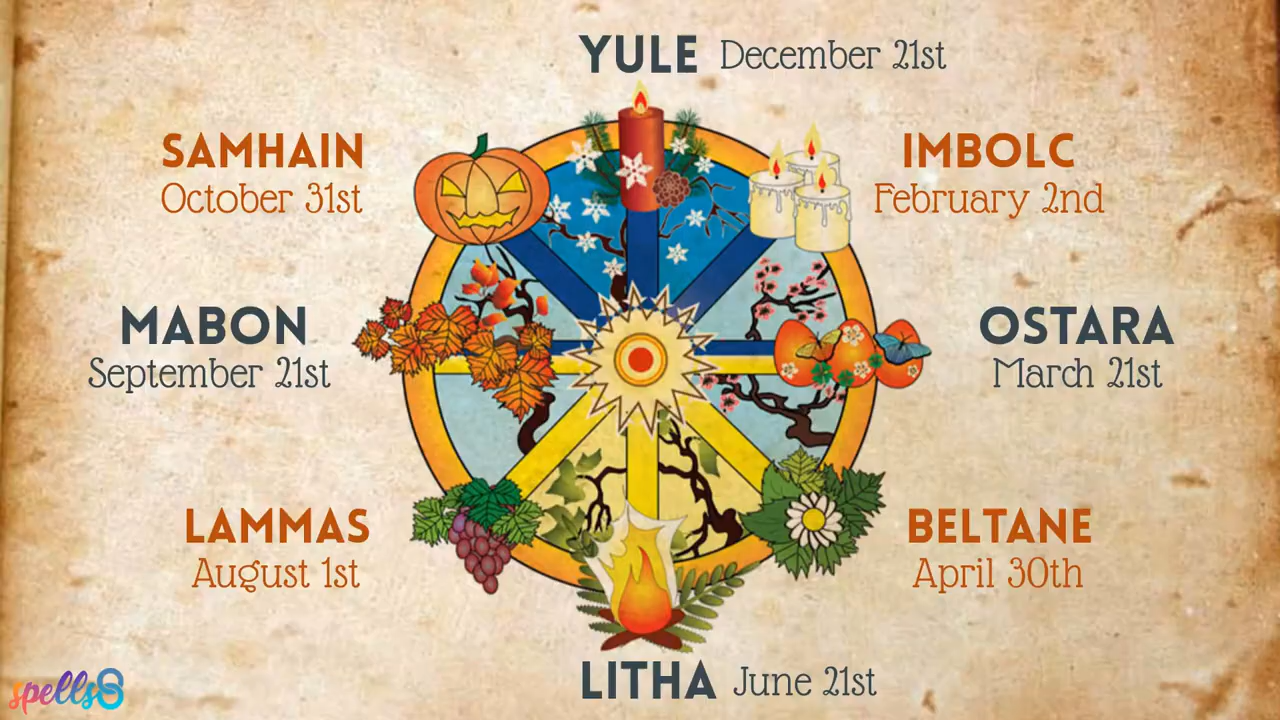 YULE December 21st
SAMHAIN
October 31st
IMBOLC
February 2nd
MABON
September 21st
OSTARA
March 21st
LAMMAS
August 1st
BELTANE
April 30th
LITHA June 21st
spells8